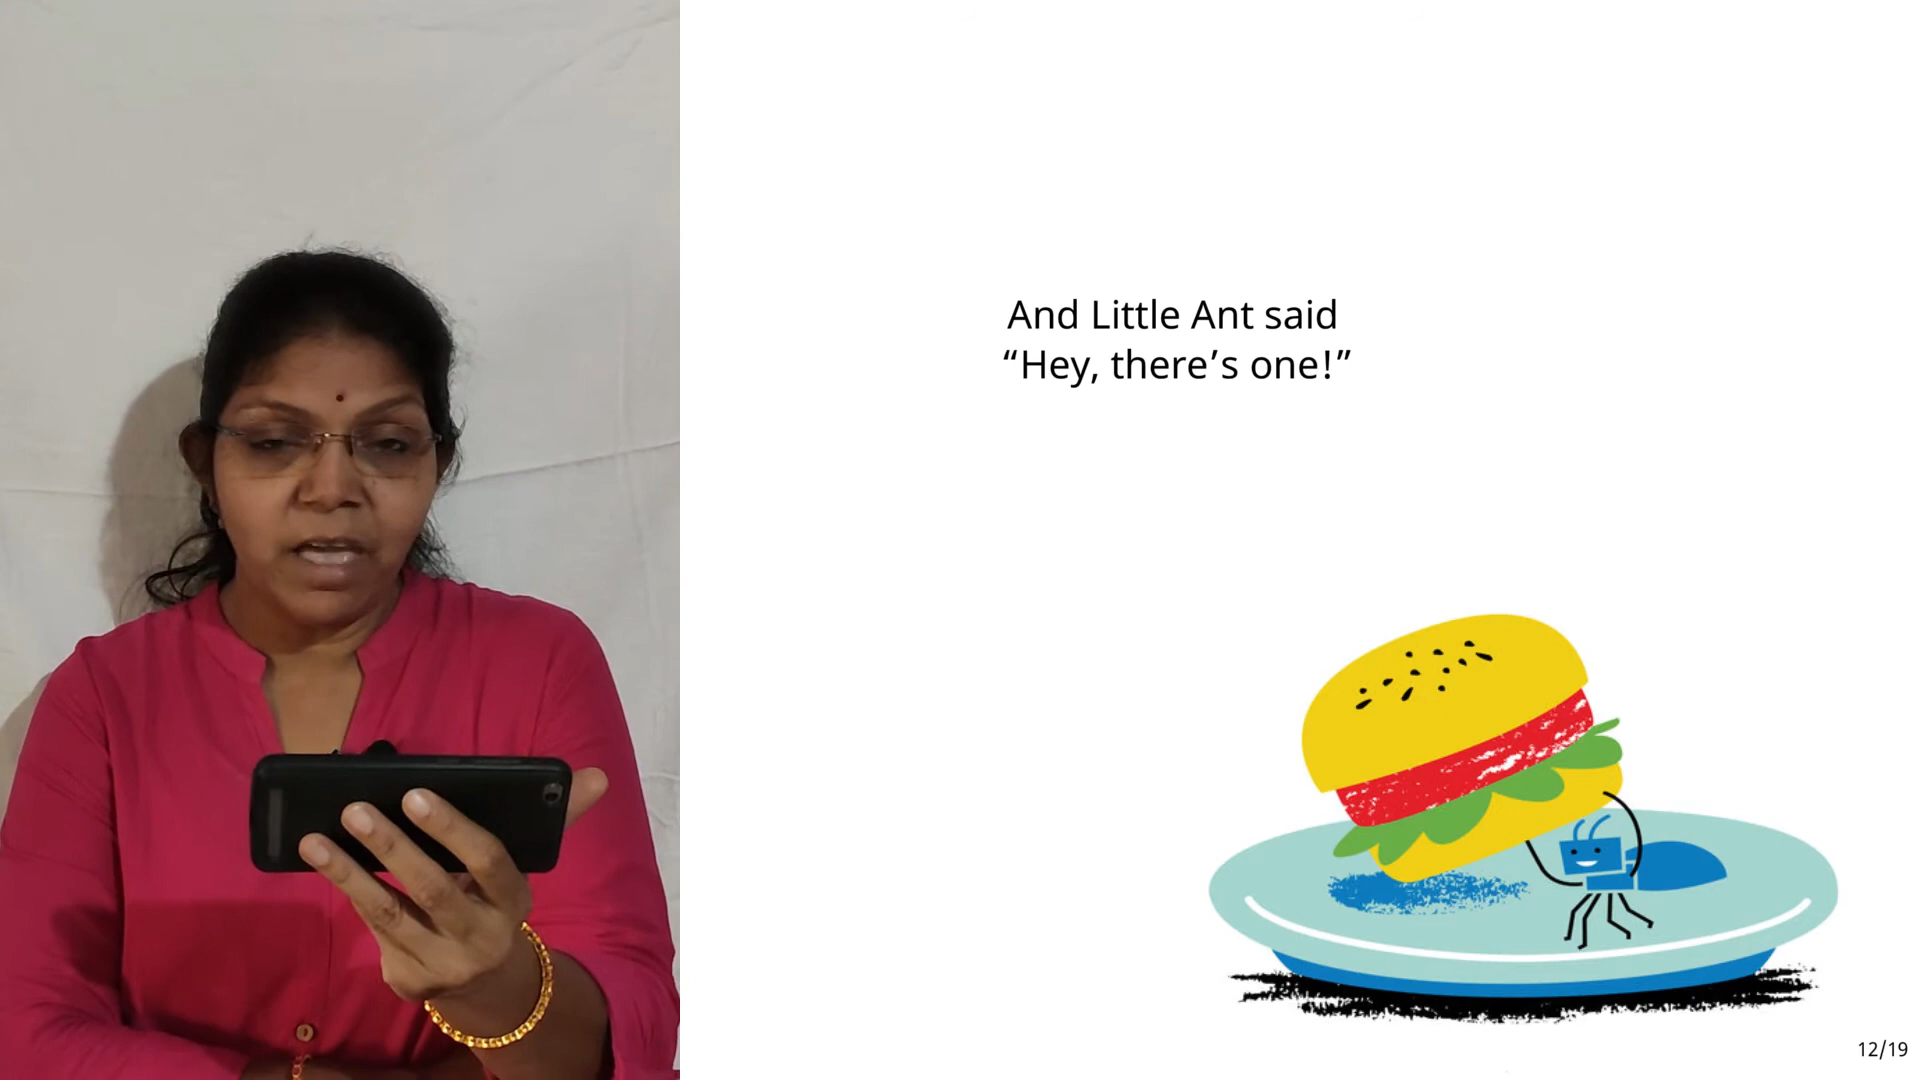 And Little Ant said
“Hey, there’s one!”
12/19